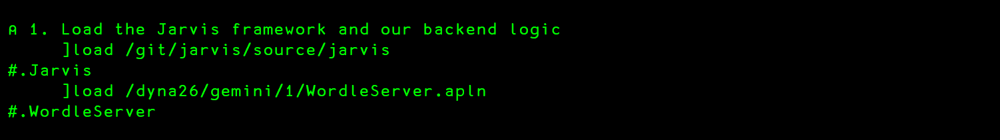 ⍝ 1. Load the Jarvis framework and our backend logic
      ]load /git/jarvis/source/jarvis
#.Jarvis
      ]load /dyna26/gemini/1/WordleServer.apln
#.WordleServer